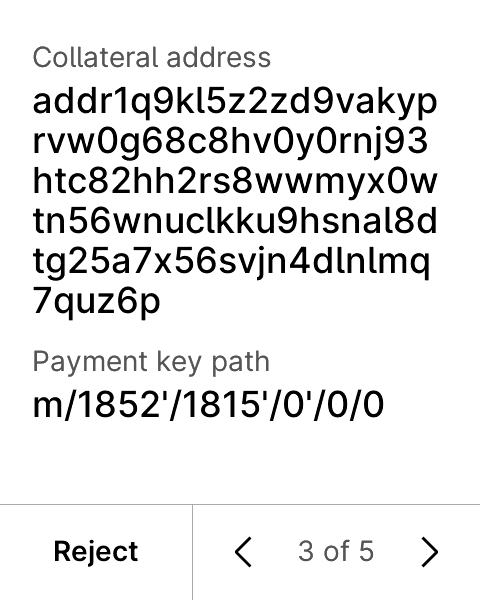 Collateral address
addr1q9kl5z2zd9vakyp
rvw0g68c8hv0y0rnj93
htc82hh2rs8wwmyx0w
tn56wnuclkku9hsnal8d
tg25a7x56svjn4dlnlmq
7quz6p
Payment key path
m/1852'/1815'/0'/0/0
Reject
3 of 5